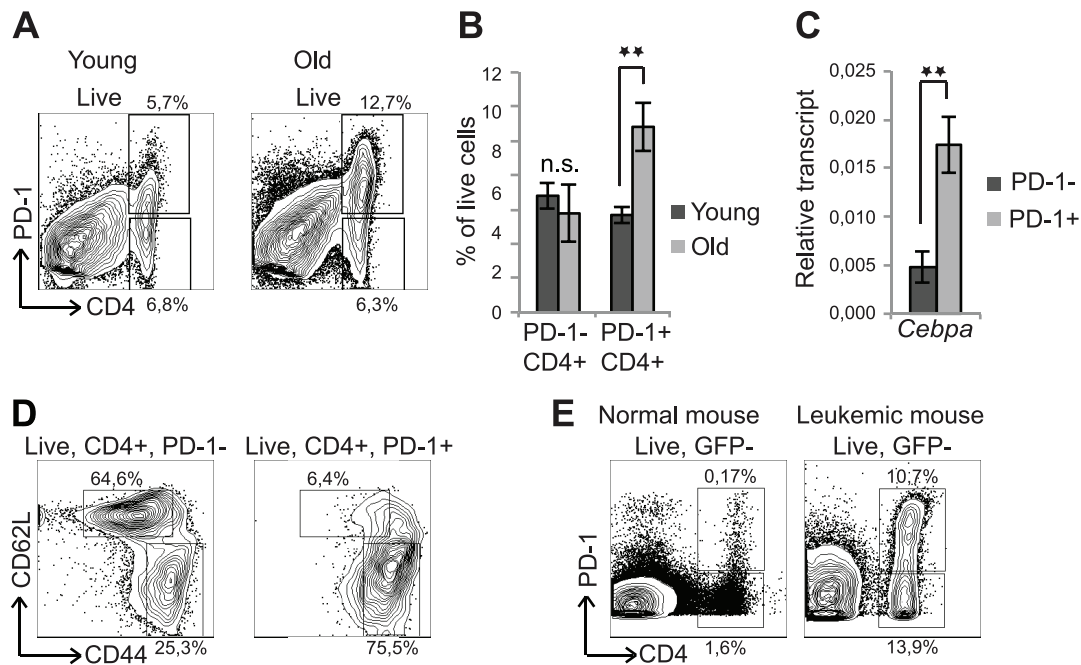 A
Young
Old
Live
Live
5,7%
12,7%
PD-1
CD4
6,8%
6,3%
B
12
10
8
6
4
2
0
% of live cells
n.s.
★★
Young
Old
PD-1- PD-1+
CD4+ CD4+
C
0,025
0,020
0,015
0,010
0,005
0,000
Relative transcript
★★
PD-1-
PD-1+
Cebpa
D
Live, CD4+, PD-1-
Live, CD4+, PD-1+
64,6%
6,4%
CD62L
CD44
25,3%
75,5%
E
Normal mouse
Leukemic mouse
Live, GFP-
Live, GFP-
0,17%
10,7%
PD-1
CD4
1,6%
13,9%